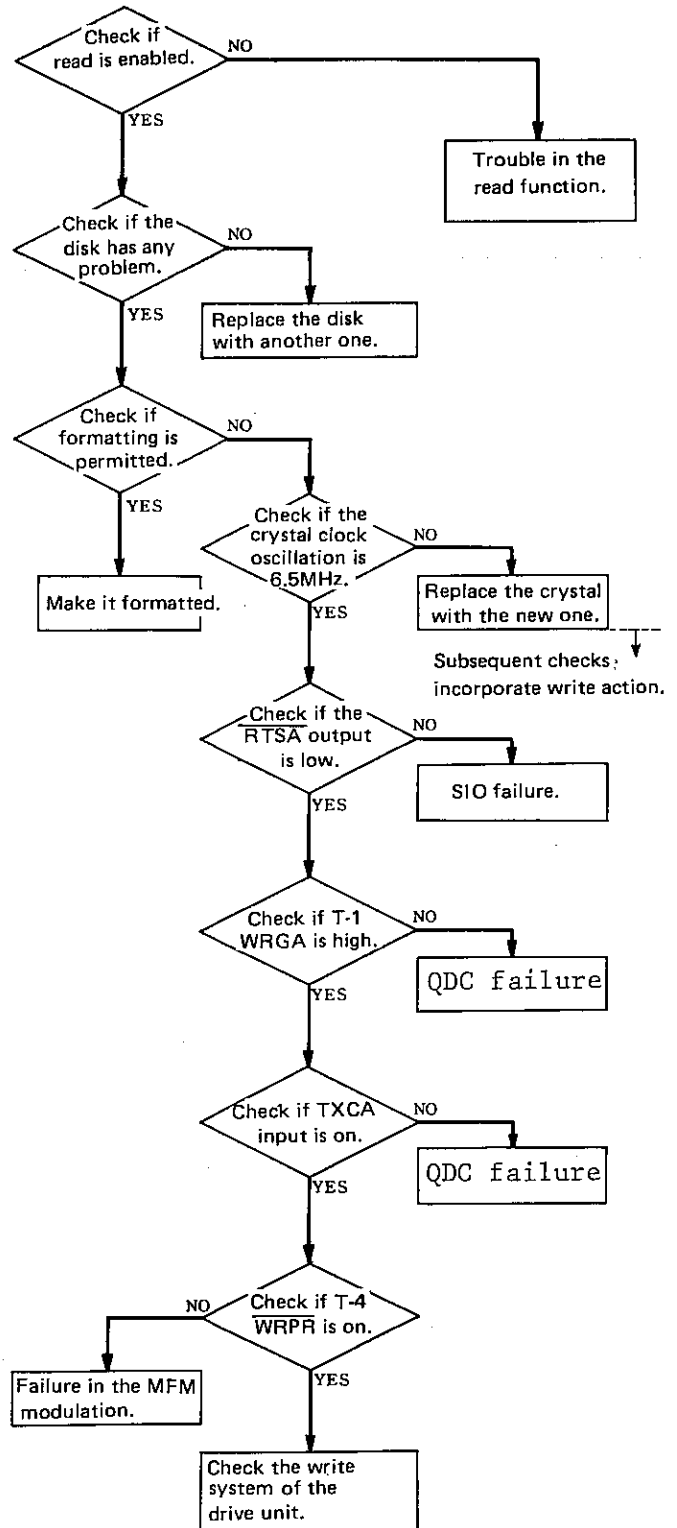 Check if
read is enabled.
NO
YES
Trouble in the
read function.
Check if the
disk has any
problem.
NO
YES
Replace the disk
with another one.
Check if
formatting is
permitted.
NO
YES
Make it formatted.
Check if the
crystal clock
oscillation is
6.5MHz.
NO
YES
Replace the crystal
with the new one.
Subsequent checks
incorporate write action.
Check if the
RTSA output
is low.
NO
YES
SIO failure.
Check if T-1
WRGA is high.
NO
YES
QDC failure
Check if TXCA
input is on.
NO
YES
QDC failure
Check if T-4
WRPR is on.
NO
YES
Failure in the MFM
modulation.
Check the write
system of the
drive unit.